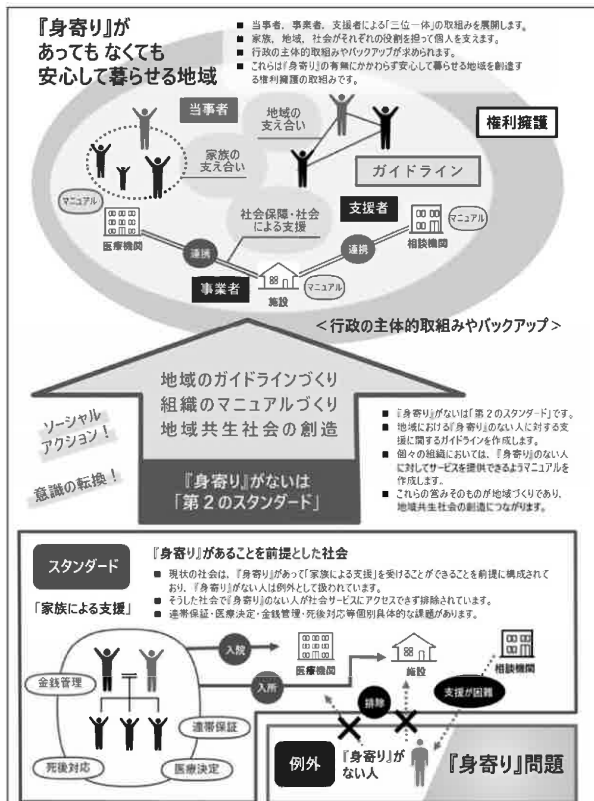 『身寄り』が
あっても なくても
安心して暮らせる地域
■ 当事者、事業者、支援者による「三位一体」の取組みを展開します。
■ 家族、地域、社会がそれぞれの役割を担って個人を支えます。
■ 行政の主体的取組みやバックアップが求められます。
■ これらは『身寄り』の有無にかかわらず安心して暮らせる地域を創造す
る権利擁護の取組みです。
当事者
地域の
支え合い
権利擁護
家族の
支え合い
ガイドライン
マニュアル
医療機関
社会保障・社会
による支援
支援者
相談機関
マニュアル
連携
連携
事業者
施設
マニュアル
＜行政の主体的取組みやバックアップ＞
地域のガイドラインづくり
組織のマニュアルづくり
地域共生社会の創造
ソーシャル
アクション！
意識の転換！
『身寄り』がないは
「第2のスタンダード」
■ 『身寄り』がないは「第2のスタンダード」です。
■ 地域における『身寄り』のない人に対する支
援に関するガイドラインを作成します。
■ 個々の組織においては、『身寄り』のない人
に対してサービスを提供できるようマニュアルを
作成します。
■ これらの営みそのものが地域づくりであり、
地域共生社会の創造につながります。
スタンダード
『身寄り』があることを前提とした社会
■ 現状の社会は、『身寄り』があって「家族による支援」を受けることができることを前提に構成されて
おり、『身寄り』がない人は例外として扱われています。
■ そうした社会で『身寄り』のない人が社会サービスにアクセスできず排除されています。
■ 連帯保証・医療決定・金銭管理・死後対応等個別具体的な課題があります。
「家族による支援」
入院
医療機関
施設
相談機関
金銭管理
入所
支援が困難
排除
連帯保証
死後対応
医療決定
例外
『身寄り』が
ない人
『身寄り』問題